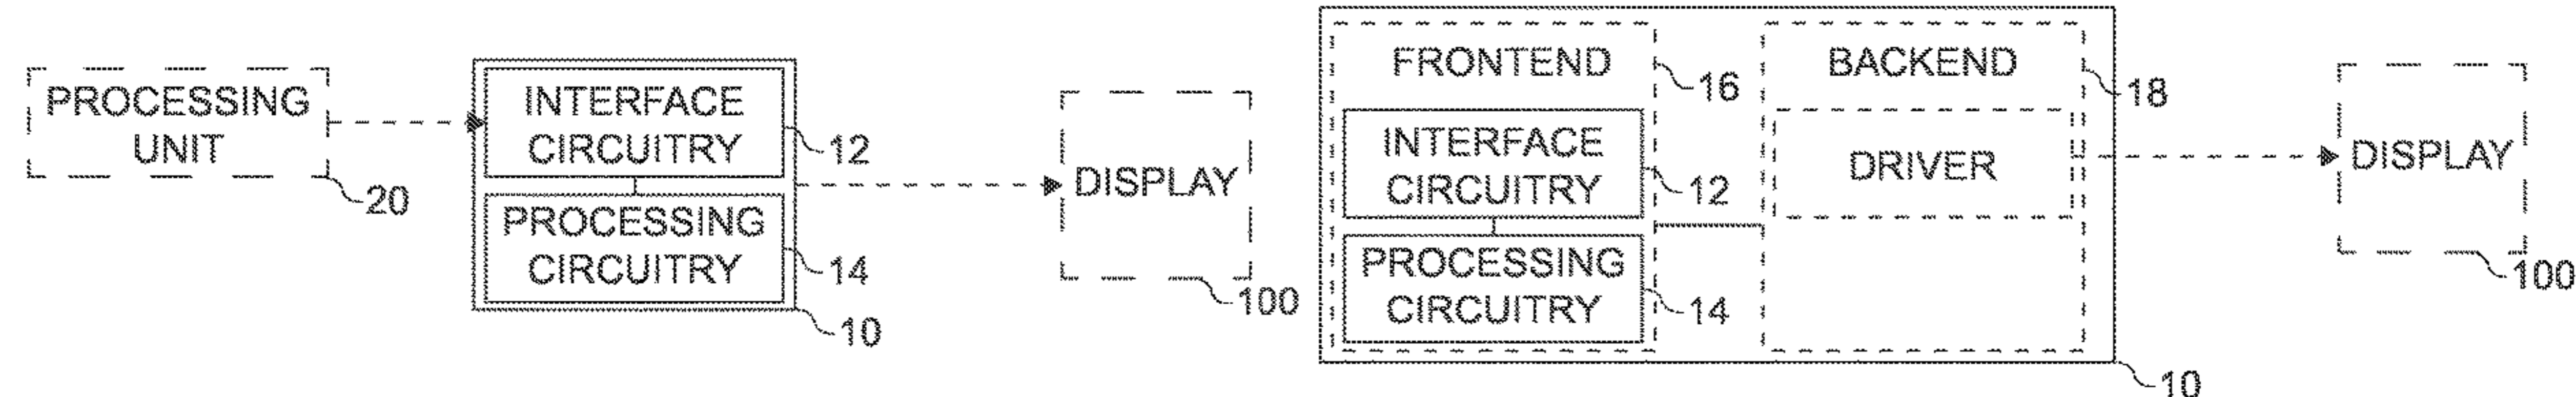 PROCESSING
UNIT
20
INTERFACE
CIRCUITRY
12
PROCESSING
CIRCUITRY
14
10
DISPLAY
100
FRONTEND
16
INTERFACE
CIRCUITRY
12
PROCESSING
CIRCUITRY
14
BACKEND
18
DRIVER
10
DISPLAY
100